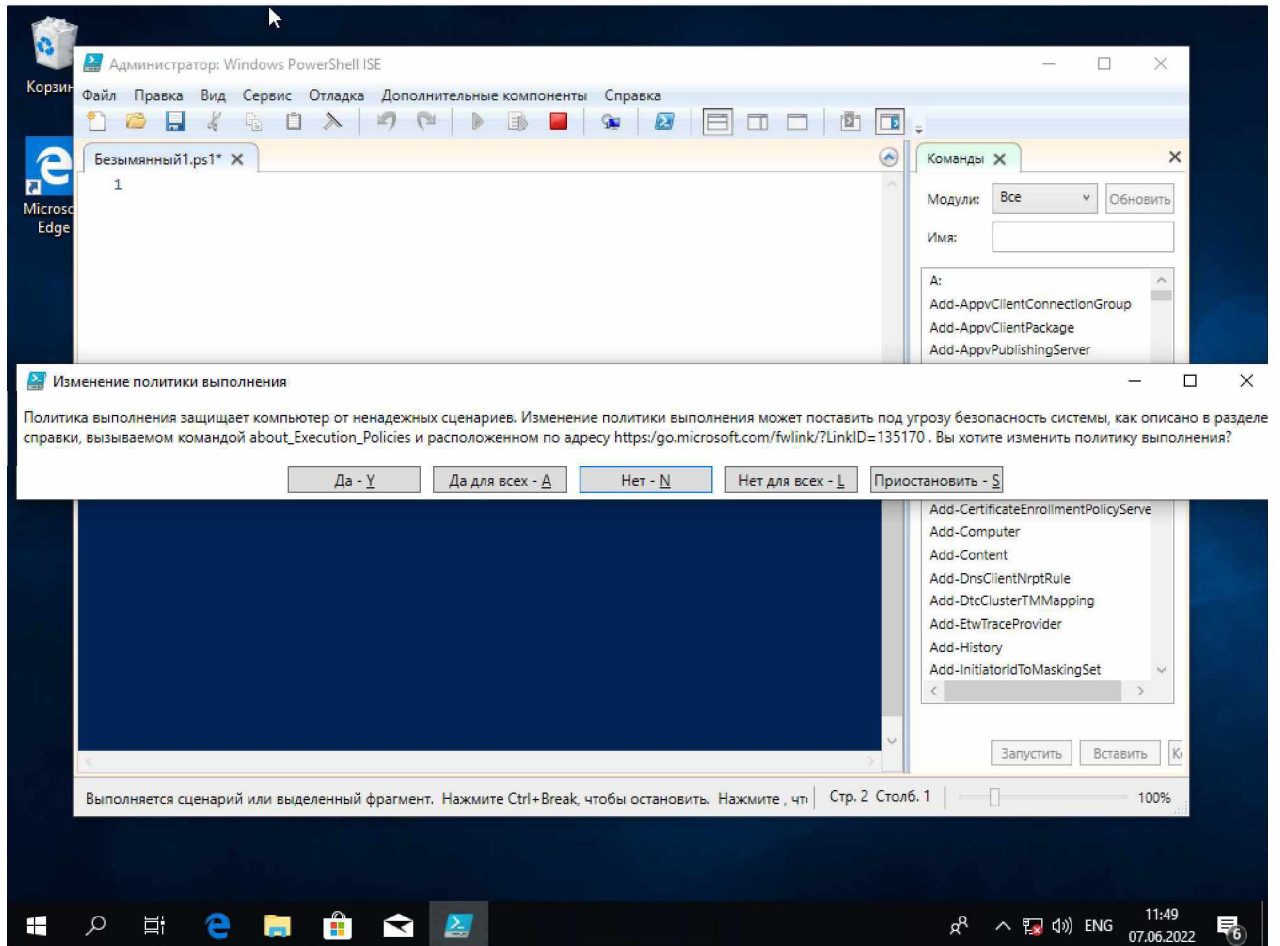 Корзин
Администратор: Windows PowerShell ISE
Файл Правка Вид Сервис Отладка Дополнительные компоненты Справка
Безымянный1.ps1*
1
Microso
Edge
Команды
Модули: Все Обновить
Имя:
A:
Add-AppvClientConnectionGroup
Add-AppvClientPackage
Add-AppvPublishingServer
Изменение политики выполнения
Политика выполнения защищает компьютер от ненадежных сценариев. Изменение политики выполнения может поставить под угрозу безопасность системы, как описано в разделе
справки, вызываемом командой about_Execution_Policies и расположенном по адресу https:/go.microsoft.com/fwlink/?LinkID=135170 . Вы хотите изменить политику выполнения?
Да - Y Да для всех - A Нет - N Нет для всех - L Приостановить - S
Add-CertificateEnrollmentPolicyServe
Add-Computer
Add-Content
Add-DnsClientNrptRule
Add-DtcClusterTMMapping
Add-EtwTraceProvider
Add-History
Add-InitiatorIdToMaskingSet
Запустить Вставить Ко
Выполняется сценарий или выделенный фрагмент. Нажмите Ctrl+Break, чтобы остановить. Нажмите , что Стр. 2 Столб. 1 100%
ENG
11:49
07.06.2022
6